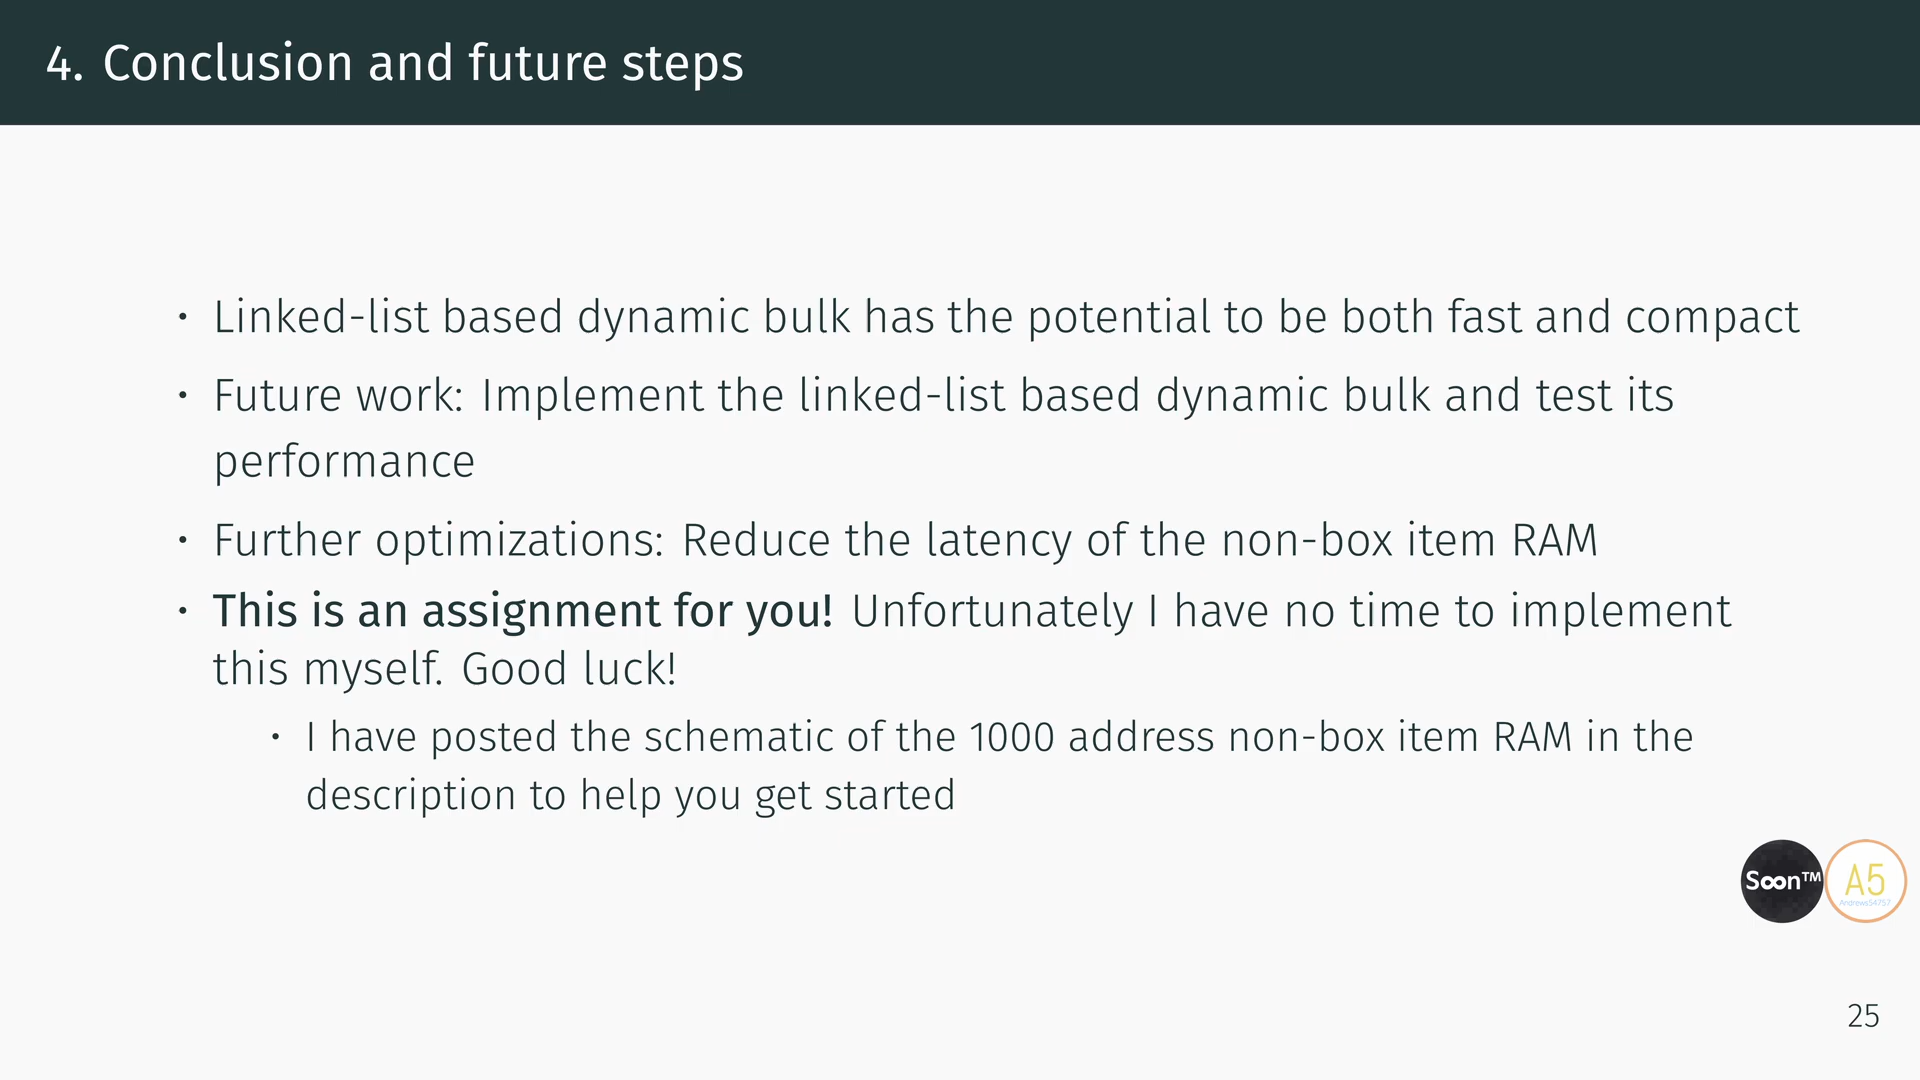 4. Conclusion and future steps
• Linked-list based dynamic bulk has the potential to be both fast and compact
• Future work: Implement the linked-list based dynamic bulk and test its
performance
• Further optimizations: Reduce the latency of the non-box item RAM
• This is an assignment for you! Unfortunately I have no time to implement
this myself. Good luck!
• I have posted the schematic of the 1000 address non-box item RAM in the
description to help you get started
Soon™
A5
Andrews54757
25